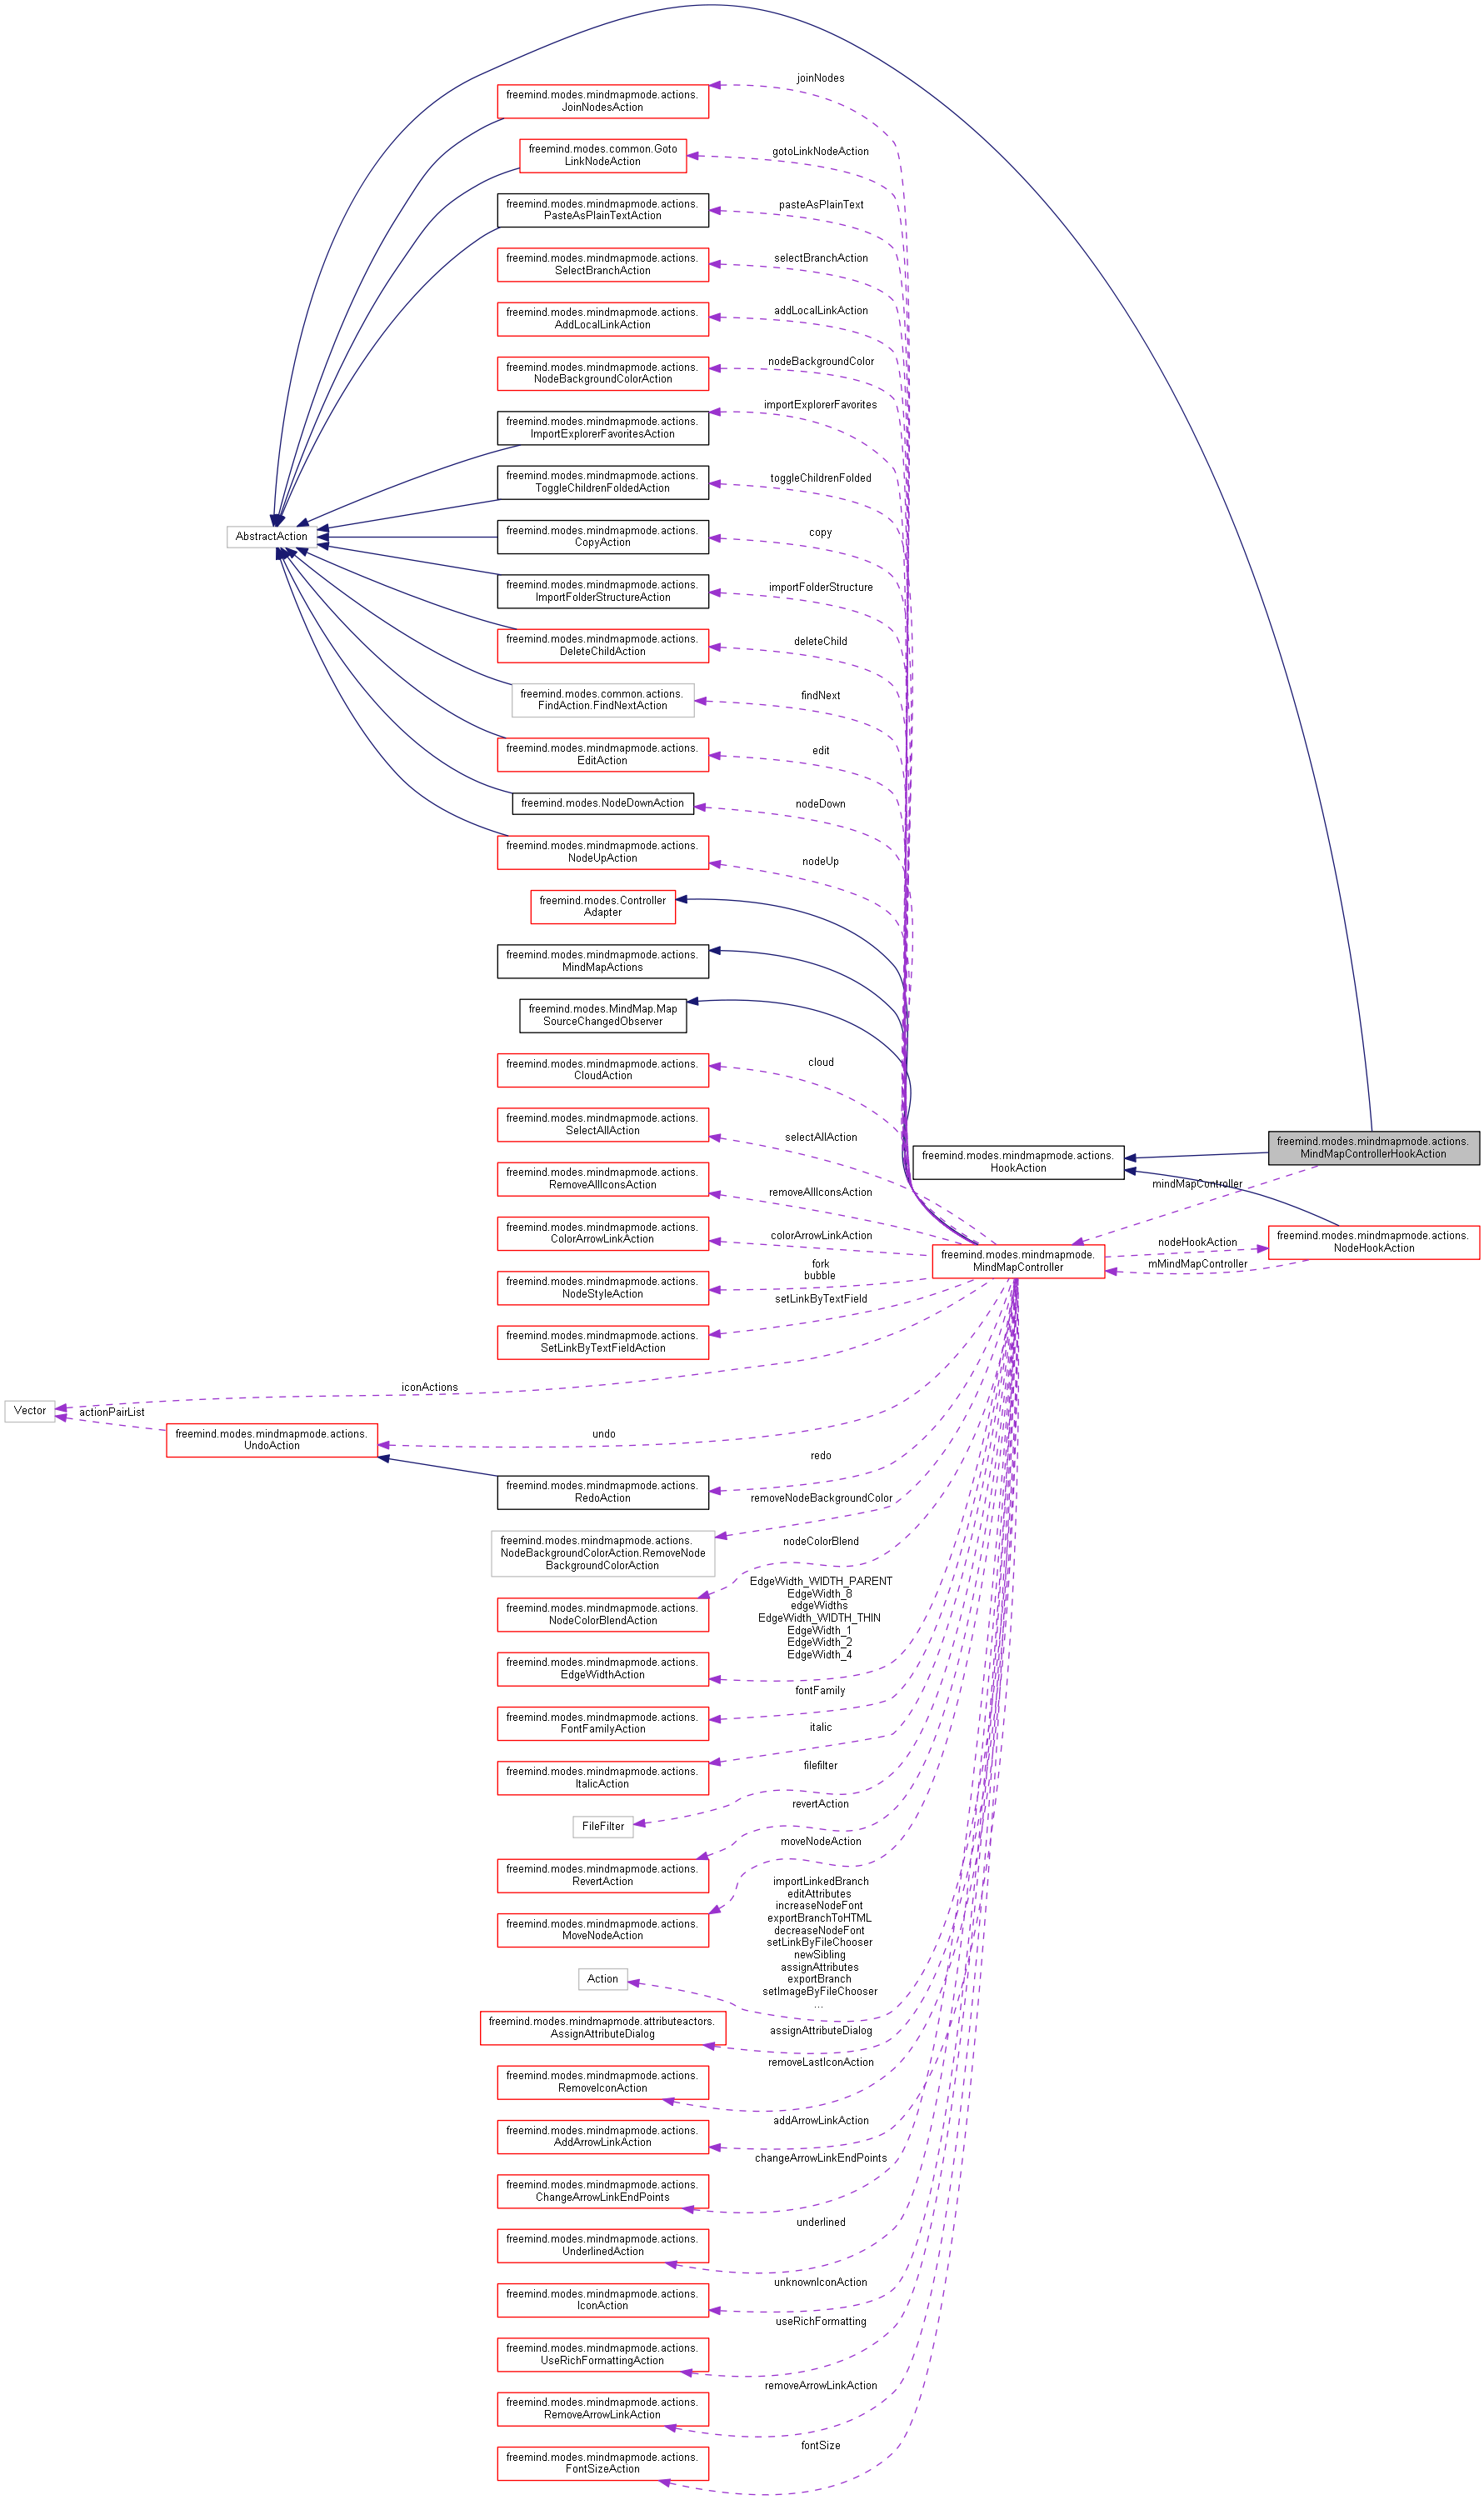 joinNodes
freemind.modes.mindmapmode.actions.
JoinNodesAction
gotoLinkNodeAction
freemind.modes.common.Goto
LinkNodeAction
pasteAsPlainText
freemind.modes.mindmapmode.actions.
PasteAsPlainTextAction
selectBranchAction
freemind.modes.mindmapmode.actions.
SelectBranchAction
addLocalLinkAction
freemind.modes.mindmapmode.actions.
AddLocalLinkAction
nodeBackgroundColor
freemind.modes.mindmapmode.actions.
NodeBackgroundColorAction
importExplorerFavorites
freemind.modes.mindmapmode.actions.
ImportExplorerFavoritesAction
toggleChildrenFolded
freemind.modes.mindmapmode.actions.
ToggleChildrenFoldedAction
AbstractAction
copy
freemind.modes.mindmapmode.actions.
CopyAction
importFolderStructure
freemind.modes.mindmapmode.actions.
ImportFolderStructureAction
deleteChild
freemind.modes.mindmapmode.actions.
DeleteChildAction
findNext
freemind.modes.common.actions.
FindAction.FindNextAction
edit
freemind.modes.mindmapmode.actions.
EditAction
nodeDown
freemind.modes.NodeDownAction
nodeUp
freemind.modes.mindmapmode.actions.
NodeUpAction
freemind.modes.Controller
Adapter
freemind.modes.mindmapmode.actions.
MindMapActions
freemind.modes.MindMap.Map
SourceChangedObserver
cloud
freemind.modes.mindmapmode.actions.
CloudAction
selectAllAction
freemind.modes.mindmapmode.actions.
SelectAllAction
freemind.modes.mindmapmode.actions.
HookAction
freemind.modes.mindmapmode.actions.
MindMapControllerHookAction
mindMapController
removeAllIconsAction
freemind.modes.mindmapmode.actions.
RemoveAllIconsAction
colorArrowLinkAction
freemind.modes.mindmapmode.actions.
ColorArrowLinkAction
freemind.modes.mindmapmode.
MindMapController
nodeHookAction
mMindMapController
freemind.modes.mindmapmode.actions.
NodeHookAction
fork
bubble
freemind.modes.mindmapmode.actions.
NodeStyleAction
setLinkByTextField
freemind.modes.mindmapmode.actions.
SetLinkByTextFieldAction
iconActions
Vector
actionPairList
freemind.modes.mindmapmode.actions.
UndoAction
undo
redo
freemind.modes.mindmapmode.actions.
RedoAction
removeNodeBackgroundColor
freemind.modes.mindmapmode.actions.
NodeBackgroundColorAction.RemoveNode
BackgroundColorAction
nodeColorBlend
freemind.modes.mindmapmode.actions.
NodeColorBlendAction
EdgeWidth_WIDTH_PARENT
EdgeWidth_8
edgeWidths
EdgeWidth_WIDTH_THIN
EdgeWidth_1
EdgeWidth_2
EdgeWidth_4
freemind.modes.mindmapmode.actions.
EdgeWidthAction
fontFamily
freemind.modes.mindmapmode.actions.
FontFamilyAction
italic
freemind.modes.mindmapmode.actions.
ItalicAction
filefilter
FileFilter
revertAction
freemind.modes.mindmapmode.actions.
RevertAction
moveNodeAction
freemind.modes.mindmapmode.actions.
MoveNodeAction
importLinkedBranch
editAttributes
increaseNodeFont
exportBranchToHTML
decreaseNodeFont
setLinkByFileChooser
newSibling
assignAttributes
exportBranch
setImageByFileChooser
...
Action
assignAttributeDialog
freemind.modes.mindmapmode.attributeactors.
AssignAttributeDialog
removeLastIconAction
freemind.modes.mindmapmode.actions.
RemoveIconAction
addArrowLinkAction
freemind.modes.mindmapmode.actions.
AddArrowLinkAction
changeArrowLinkEndPoints
freemind.modes.mindmapmode.actions.
ChangeArrowLinkEndPoints
underlined
freemind.modes.mindmapmode.actions.
UnderlinedAction
unknownIconAction
freemind.modes.mindmapmode.actions.
IconAction
useRichFormatting
freemind.modes.mindmapmode.actions.
UseRichFormattingAction
removeArrowLinkAction
freemind.modes.mindmapmode.actions.
RemoveArrowLinkAction
fontSize
freemind.modes.mindmapmode.actions.
FontSizeAction